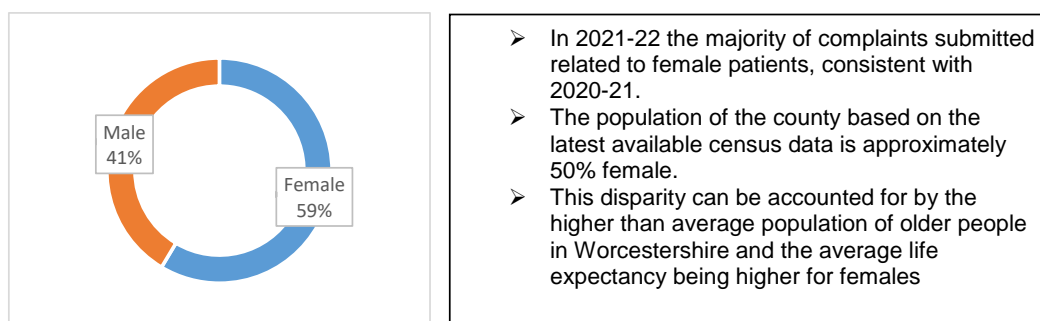 Male
41%
Female
59%
➢ In 2021-22 the majority of complaints submitted
related to female patients, consistent with
2020-21.
➢ The population of the county based on the
latest available census data is approximately
50% female.
➢ This disparity can be accounted for by the
higher than average population of older people
in Worcestershire and the average life
expectancy being higher for females